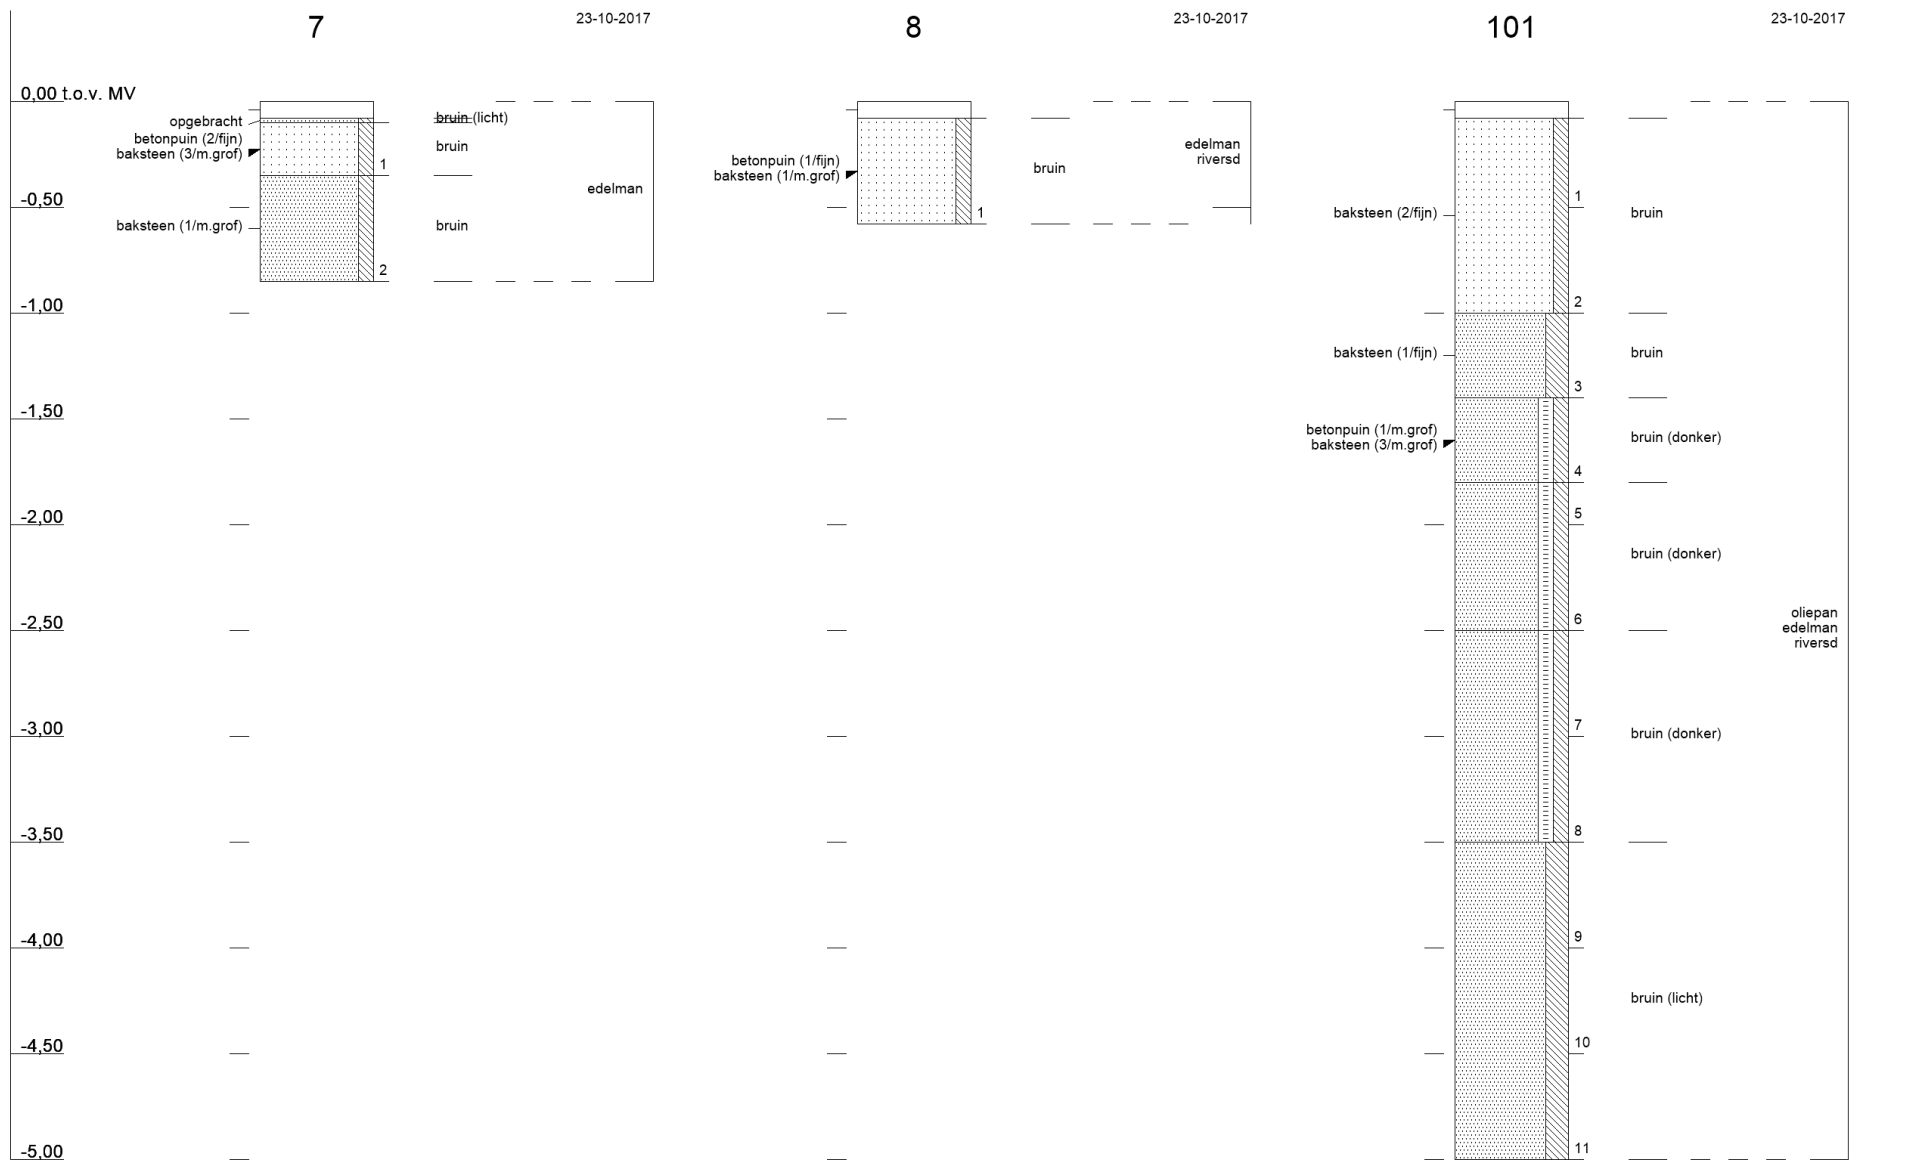 7
23-10-2017
8
23-10-2017
101
23-10-2017
0,00 t.o.v. MV
-0,50
-1,00
-1,50
-2,00
-2,50
-3,00
-3,50
-4,00
-4,50
-5,00
opgebracht
betonpuin (2/fijn)
baksteen (3/m.grof)
baksteen (1/m.grof)
1
2
bruin (licht)
bruin
bruin
edelman
betonpuin (1/fijn)
baksteen (1/m.grof)
1
bruin
edelman
riversd
baksteen (2/fijn)
baksteen (1/fijn)
betonpuin (1/m.grof)
baksteen (3/m.grof)
1
2
3
4
5
6
7
8
9
10
11
bruin
bruin
bruin (donker)
bruin (donker)
bruin (donker)
bruin (licht)
oliepan
edelman
riversd